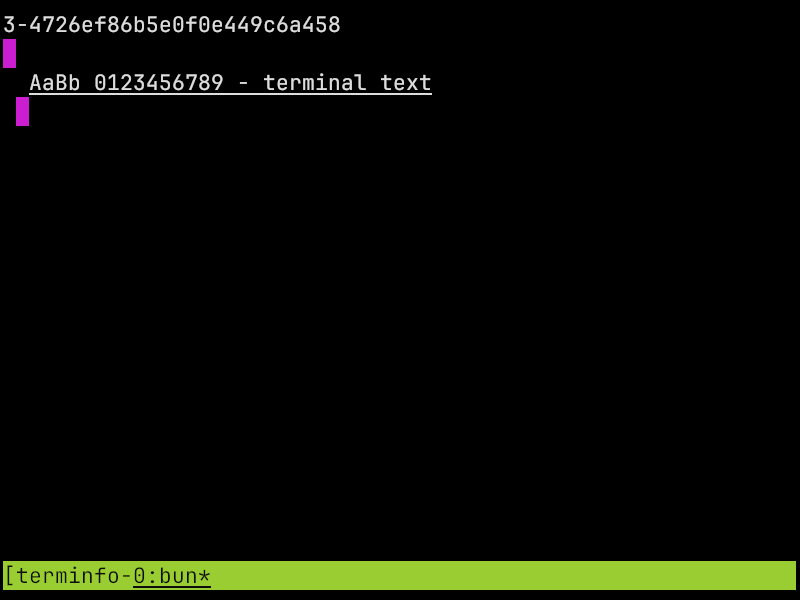 3-4726ef86b5e0f0e449c6a458
AaBb 0123456789 - terminal text
[terminfo-0:bun*